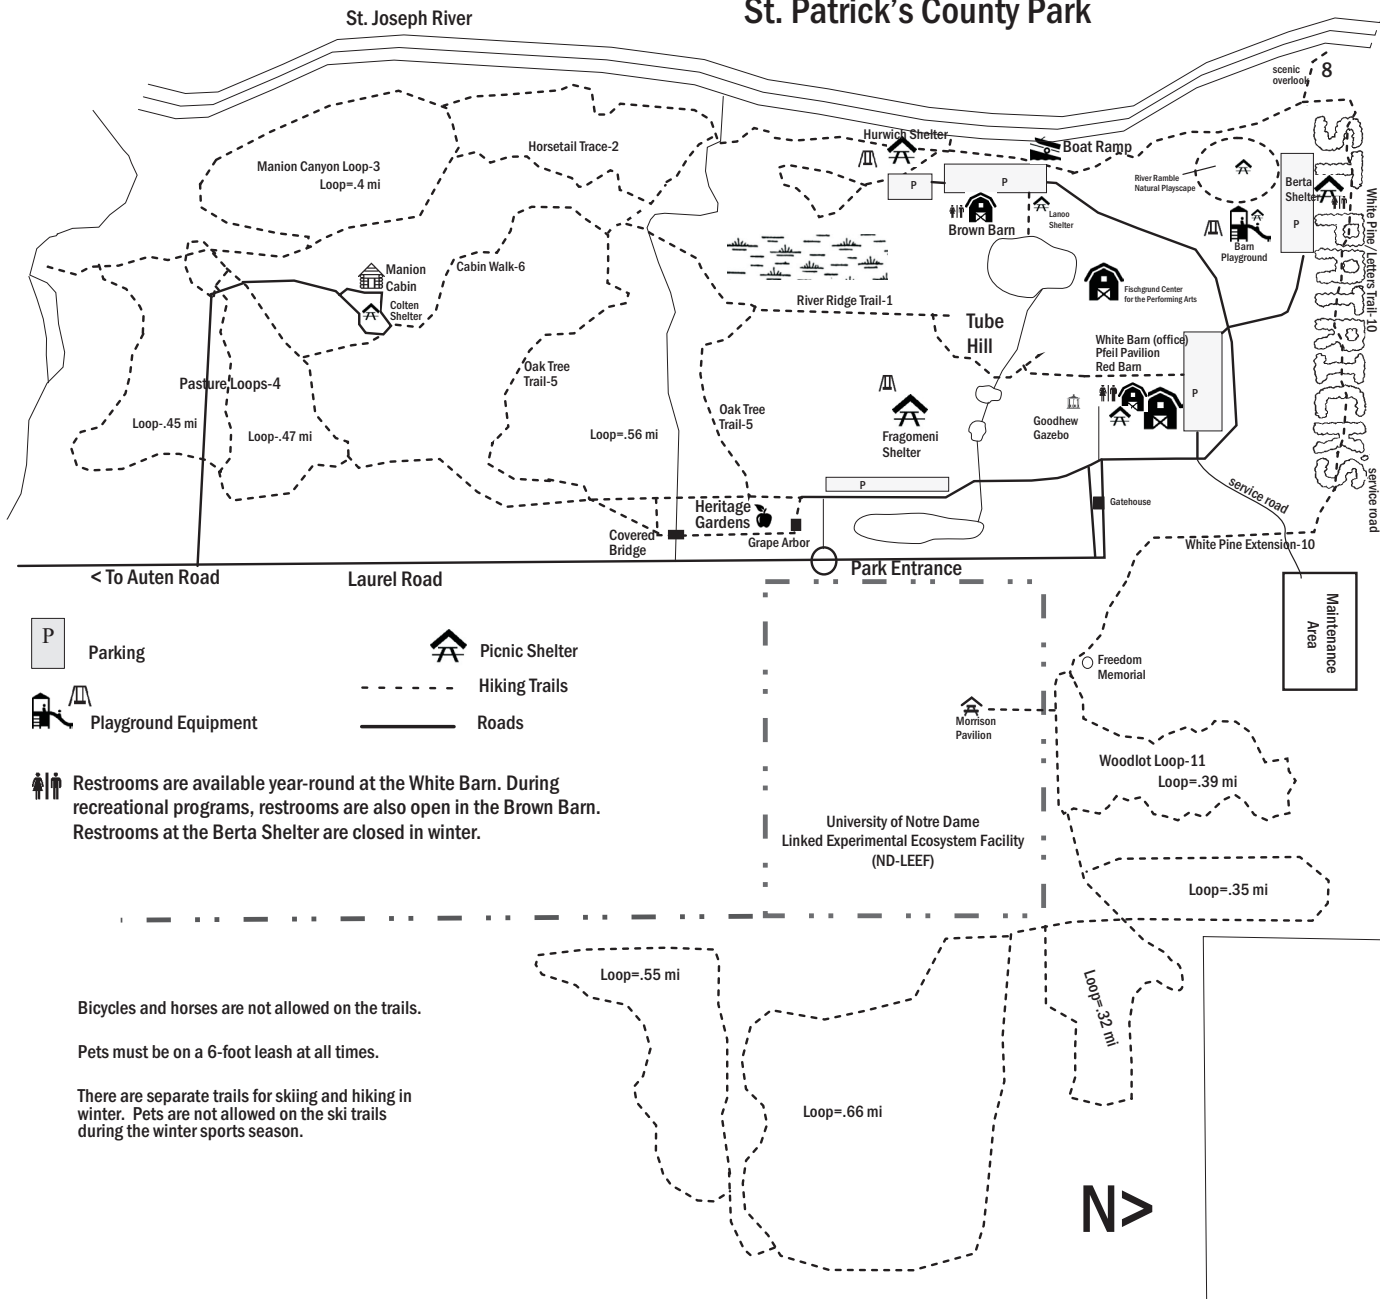 St. Patrick's County Park
St. Joseph River
scenic
overlook
8
Hurwich Shelter
Boat Ramp
Horsetail Trace-2
Manion Canyon Loop-3
Loop=.4 mi
River Ramble
Natural Playscape
Berta
Shelter
P
P
P
Lanoo
Shelter
Brown Barn
Barn
Playground
ST. PATRICK'S
White Pine/ Letters Trail-10
Manion
Cabin
Cabin Walk-6
Colten
Shelter
River Ridge Trail-1
Fischgrund Center
for the Performing Arts
Tube
Hill
White Barn (office)
Pfeil Pavilion
Red Barn
P
Oak Tree
Trail-5
Pasture Loops-4
Loop-.45 mi
Loop-.47 mi
Loop=.56 mi
Oak Tree
Trail-5
Fragomeni
Shelter
Goodhew
Gazebo
P
service road
service road
Gatehouse
Heritage
Gardens
Grape Arbor
Covered
Bridge
White Pine Extension-10
< To Auten Road
Laurel Road
Park Entrance
Maintenance
Area
P
Parking
Picnic Shelter
Hiking Trails
Playground Equipment
Roads
Freedom
Memorial
Morrison
Pavilion
Woodlot Loop-11
Loop=.39 mi
Restrooms are available year-round at the White Barn. During
recreational programs, restrooms are also open in the Brown Barn.
Restrooms at the Berta Shelter are closed in winter.
University of Notre Dame
Linked Experimental Ecosystem Facility
(ND-LEEF)
Loop=.35 mi
Loop=.55 mi
Loop=.32 mi
Bicycles and horses are not allowed on the trails.
Pets must be on a 6-foot leash at all times.
There are separate trails for skiing and hiking in
winter.  Pets are not allowed on the ski trails
during the winter sports season.
Loop=.66 mi
N>